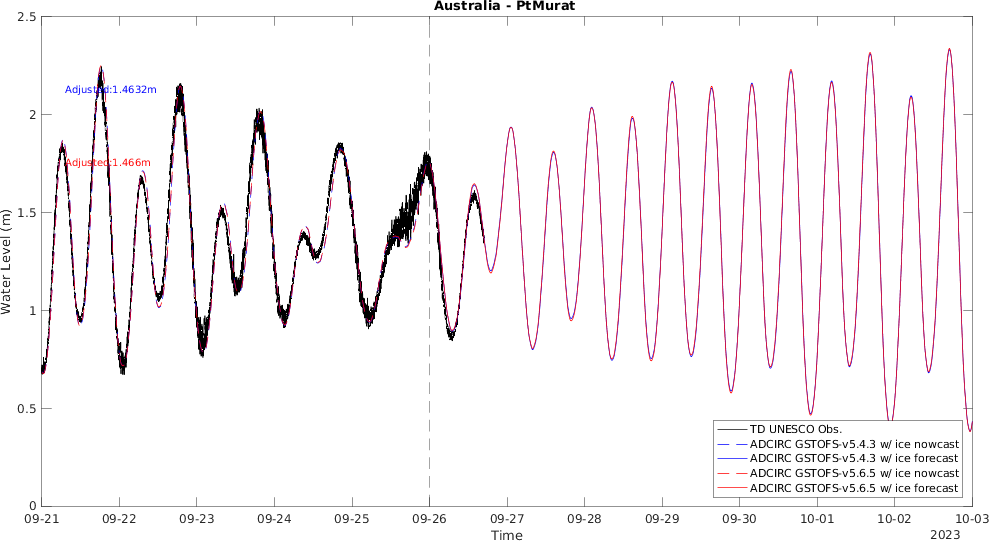 Australia - PtMurat
2.5
2
1.5
1
0.5
0
Water Level (m)
Adjusted:1.4632m
Adjusted:1.466m
TD UNESCO Obs.
ADCIRC GSTOFS-v5.4.3 w/ ice nowcast
ADCIRC GSTOFS-v5.4.3 w/ ice forecast
ADCIRC GSTOFS-v5.6.5 w/ ice nowcast
ADCIRC GSTOFS-v5.6.5 w/ ice forecast
09-21 09-22 09-23 09-24 09-25 09-26 09-27 09-28 09-29 09-30 10-01 10-02 10-03
Time
2023